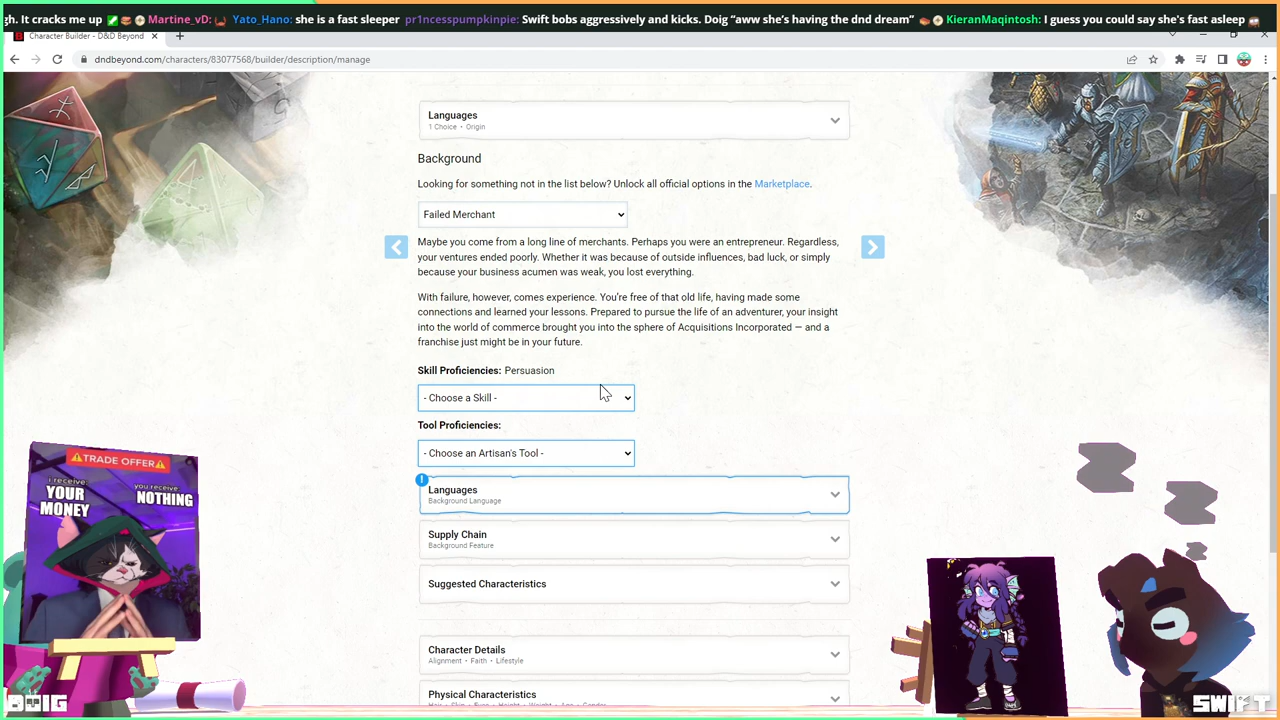 gh. It cracks me up Martine_vD: Yato_Hano: she is a fast sleeper pr1ncesspumpkinpie: Swift bobs aggressively and kicks. Doig “aww she’s having the dnd dream” KieranMaqintosh: I guess you could say she's fast asleep
Character Builder - D&D Beyond
dndbeyond.com/characters/83077568/builder/description/manage
Languages
1 Choice • Origin
Background
Looking for something not in the list below? Unlock all official options in the Marketplace.
Failed Merchant
Maybe you come from a long line of merchants. Perhaps you were an entrepreneur. Regardless,
your ventures ended poorly. Whether it was because of outside influences, bad luck, or simply
because your business acumen was weak, you lost everything.
With failure, however, comes experience. You’re free of that old life, having made some
connections and learned your lessons. Prepared to pursue the life of an adventurer, your insight
into the world of commerce brought you into the sphere of Acquisitions Incorporated — and a
franchise just might be in your future.
Skill Proficiencies: Persuasion
- Choose a Skill -
Tool Proficiencies:
- Choose an Artisan's Tool -
Languages
Background Language
Supply Chain
Background Feature
Suggested Characteristics
Character Details
Alignment • Faith • Lifestyle
Physical Characteristics
Hair • Skin • Eyes • Height • Weight • Age • Gender
⚠TRADE OFFER⚠
i receive:
YOUR
MONEY
you receive:
NOTHING
DOIG
SWIFT